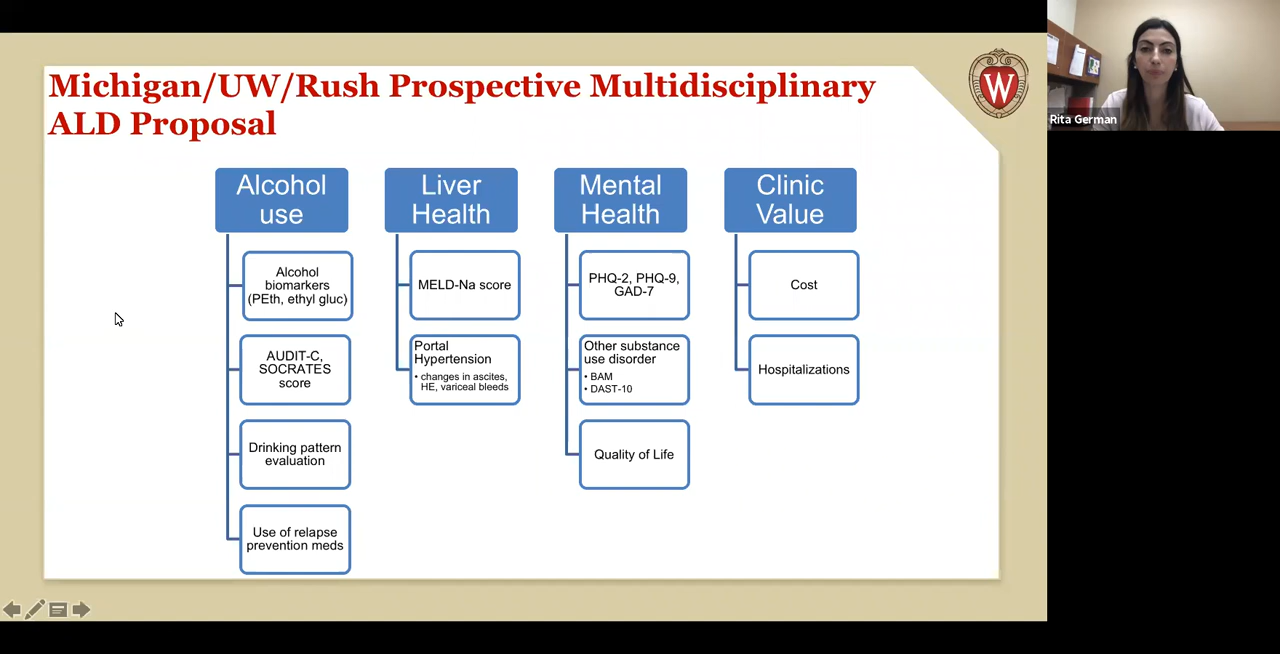 Michigan/UW/Rush Prospective Multidisciplinary
ALD Proposal
W
Rita German
Alcohol
use
Alcohol
biomarkers
(PEth, ethyl gluc)
AUDIT-C,
SOCRATES
score
Drinking pattern
evaluation
Use of relapse
prevention meds
Liver
Health
MELD-Na score
Portal
Hypertension
• changes in ascites,
HE, variceal bleeds
Mental
Health
PHQ-2, PHQ-9,
GAD-7
Other substance
use disorder
• BAM
• DAST-10
Quality of Life
Clinic
Value
Cost
Hospitalizations